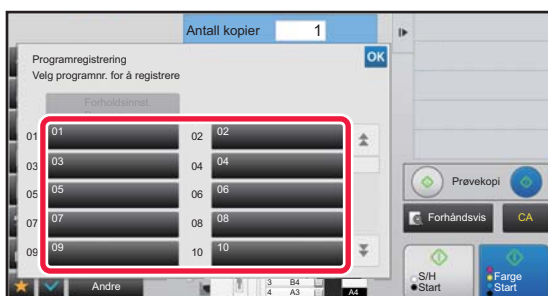 Antall kopier 1
OK
Programregistrering
Velg programnr. for å registrere
Forholdsinnst.
01 01 02 02
03 03 04 04
05 05 06 06
07 07 08 08
09 09 10 10
Prøvekopi
Forhåndsvis CA
S/H
Start
Farge
Start
Andre
3 B4
4 A3
A4